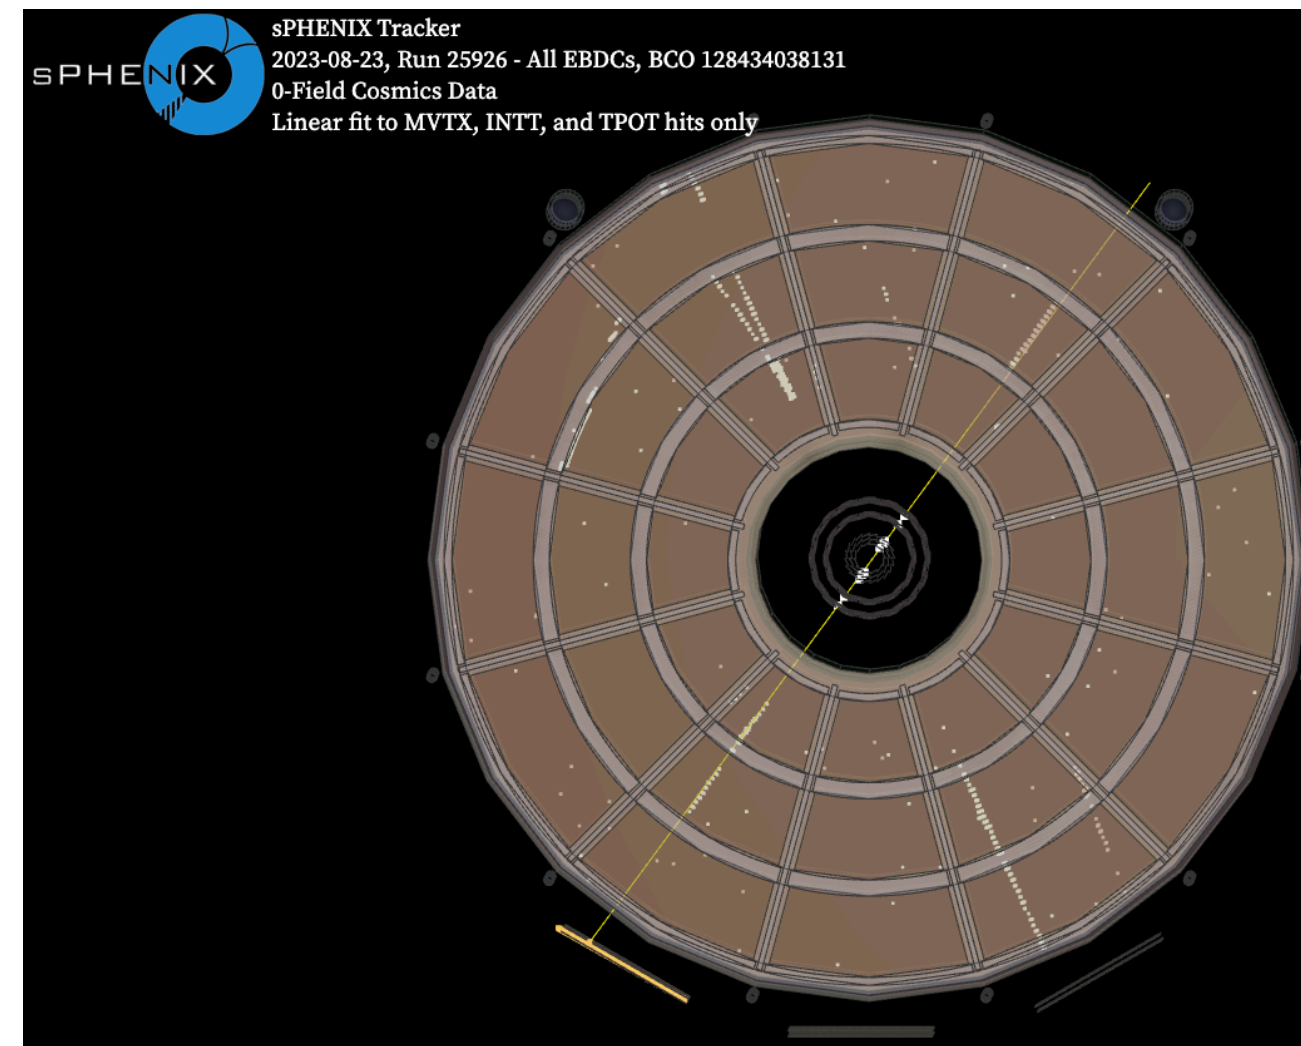 sPHENIX
sPHENIX Tracker
2023-08-23, Run 25926 - All EBDCs, BCO 128434038131
0-Field Cosmics Data
Linear fit to MVTX, INTT, and TPOT hits only